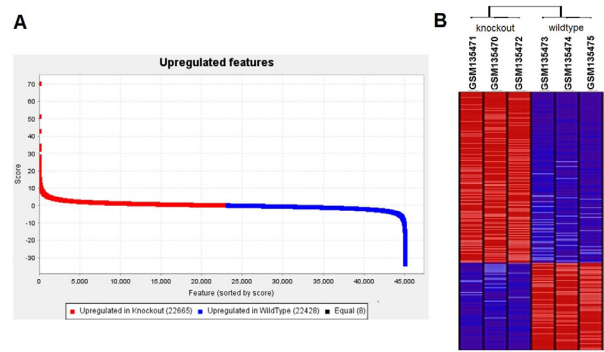 A
Upregulated features
Score
70
60
50
40
30
20
10
0
-10
-20
-30
0
5,000
10,000
15,000
20,000
25,000
30,000
35,000
40,000
45,000
Feature (sorted by score)
Upregulated in Knockout (22665) Upregulated in WildType (22428) Equal (8)
B
knockout wildtype
GSM135471
GSM135470
GSM135472
GSM135473
GSM135474
GSM135475